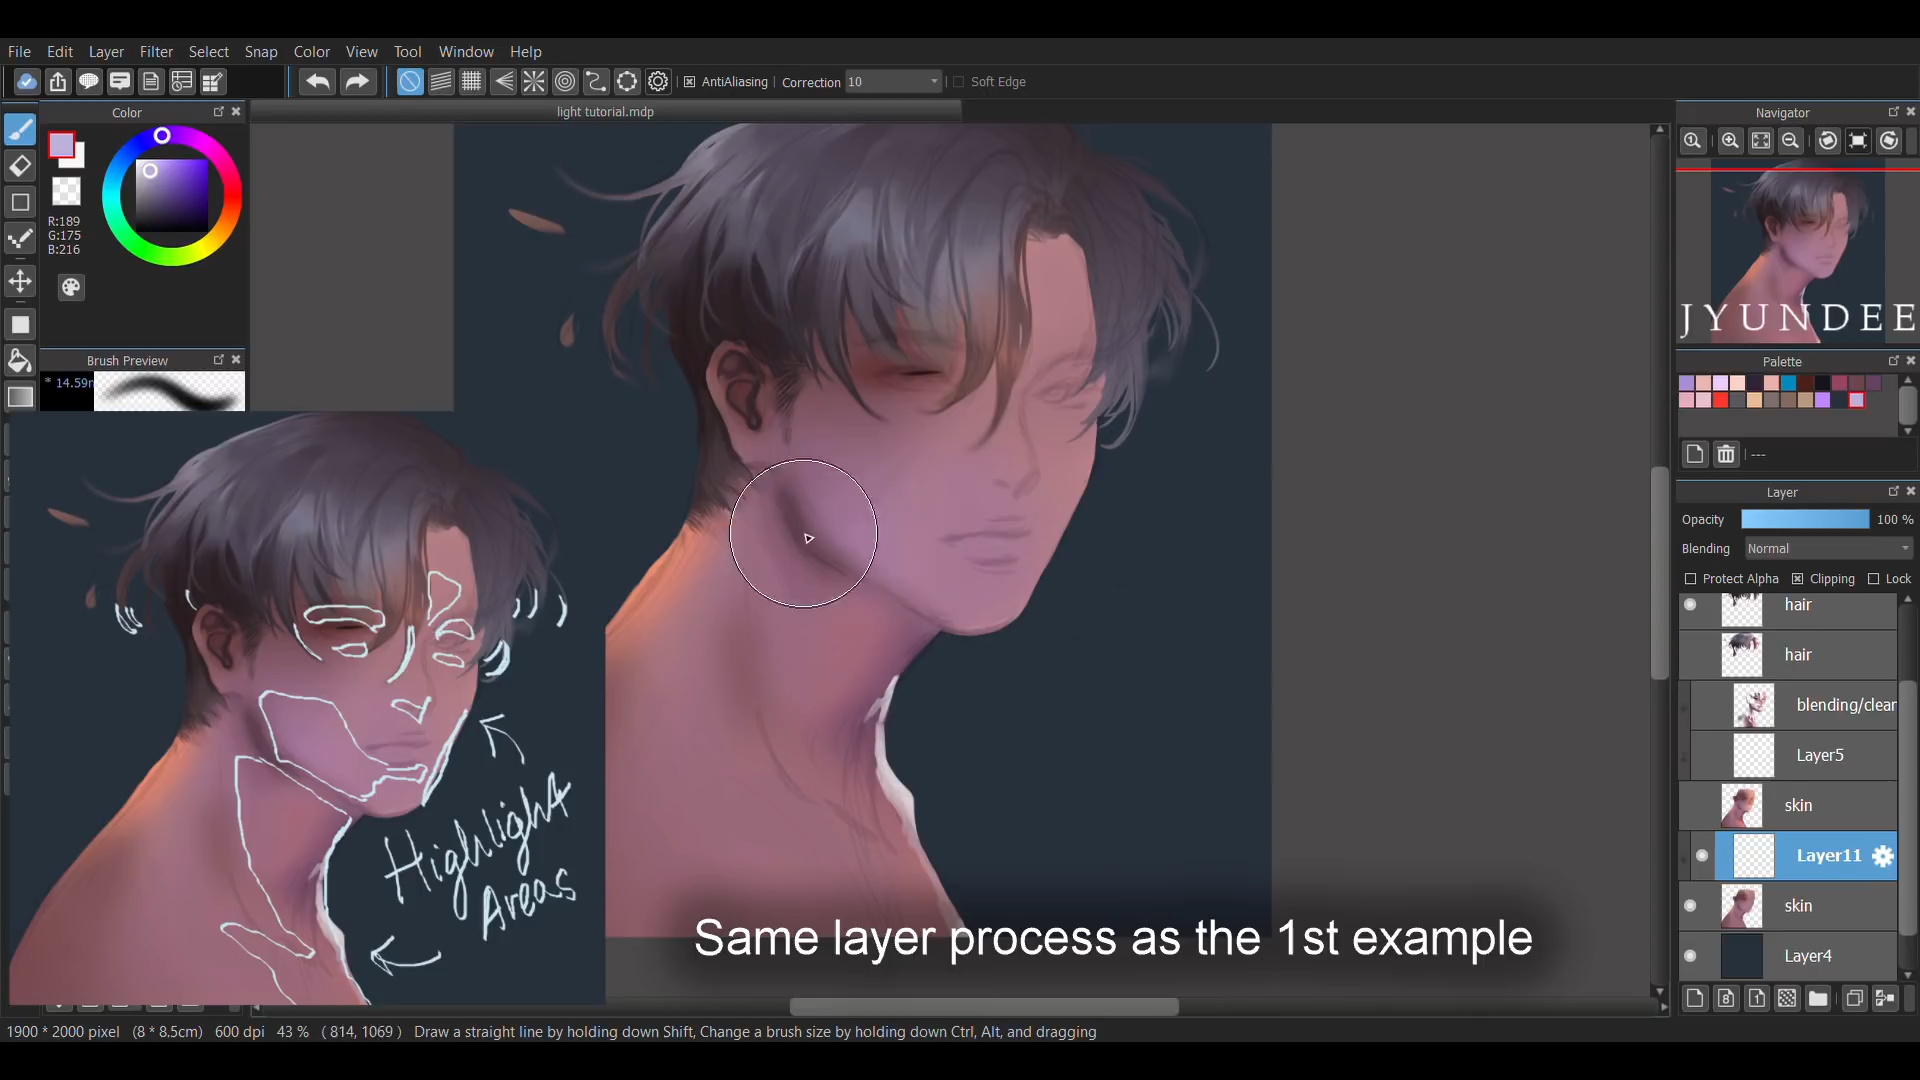 File Edit Layer Filter Select Snap Color View Tool Window Help
AntiAliasing Correction 10 Soft Edge
Color
light tutorial.mdp
Navigator
R:189
G:175
B:216
JYUNDEE
Brush Preview
* 14.59
Palette
---
Layer
Opacity 100 %
Blending Normal
Protect Alpha Clipping Lock
hair
hair
blending/clear
Layer5
skin
Layer11
skin
Layer4
Highlight
Areas
Same layer process as the 1st example
1900 * 2000 pixel (8 * 8.5cm) 600 dpi 43 % ( 814, 1069 ) Draw a straight line by holding down Shift, Change a brush size by holding down Ctrl, Alt, and dragging